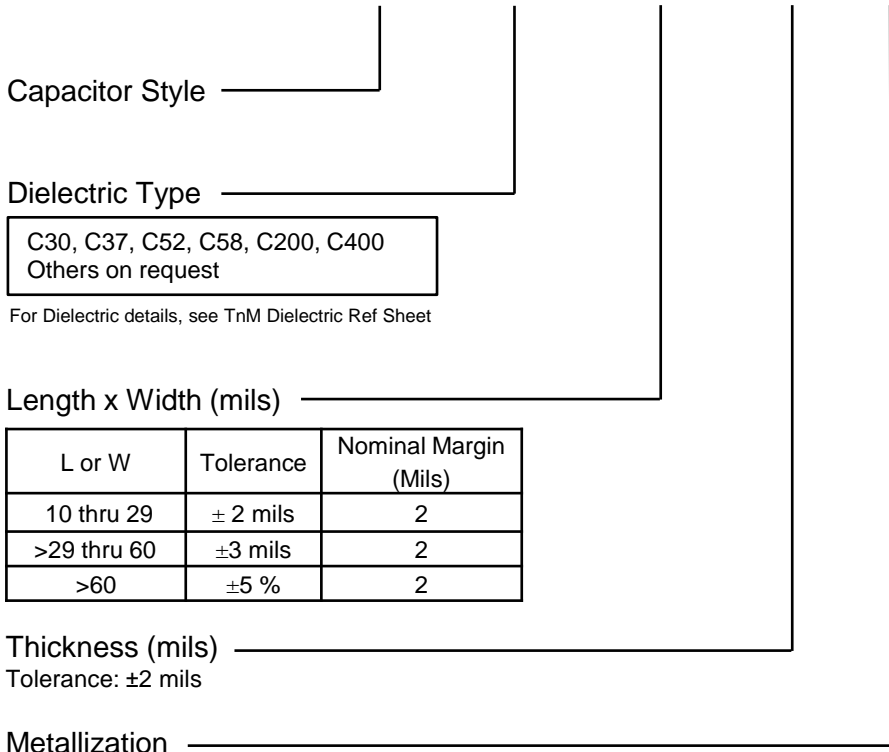 Capacitor Style
Dielectric Type
C30, C37, C52, C58, C200, C400
Others on request
For Dielectric details, see TnM Dielectric Ref Sheet
Length x Width (mils)
L or W Tolerance Nominal Margin (Mils)
10 thru 29 ± 2 mils 2
>29 thru 60 ±3 mils 2
>60 ±5 % 2
Thickness (mils)
Tolerance: ±2 mils
Metallization